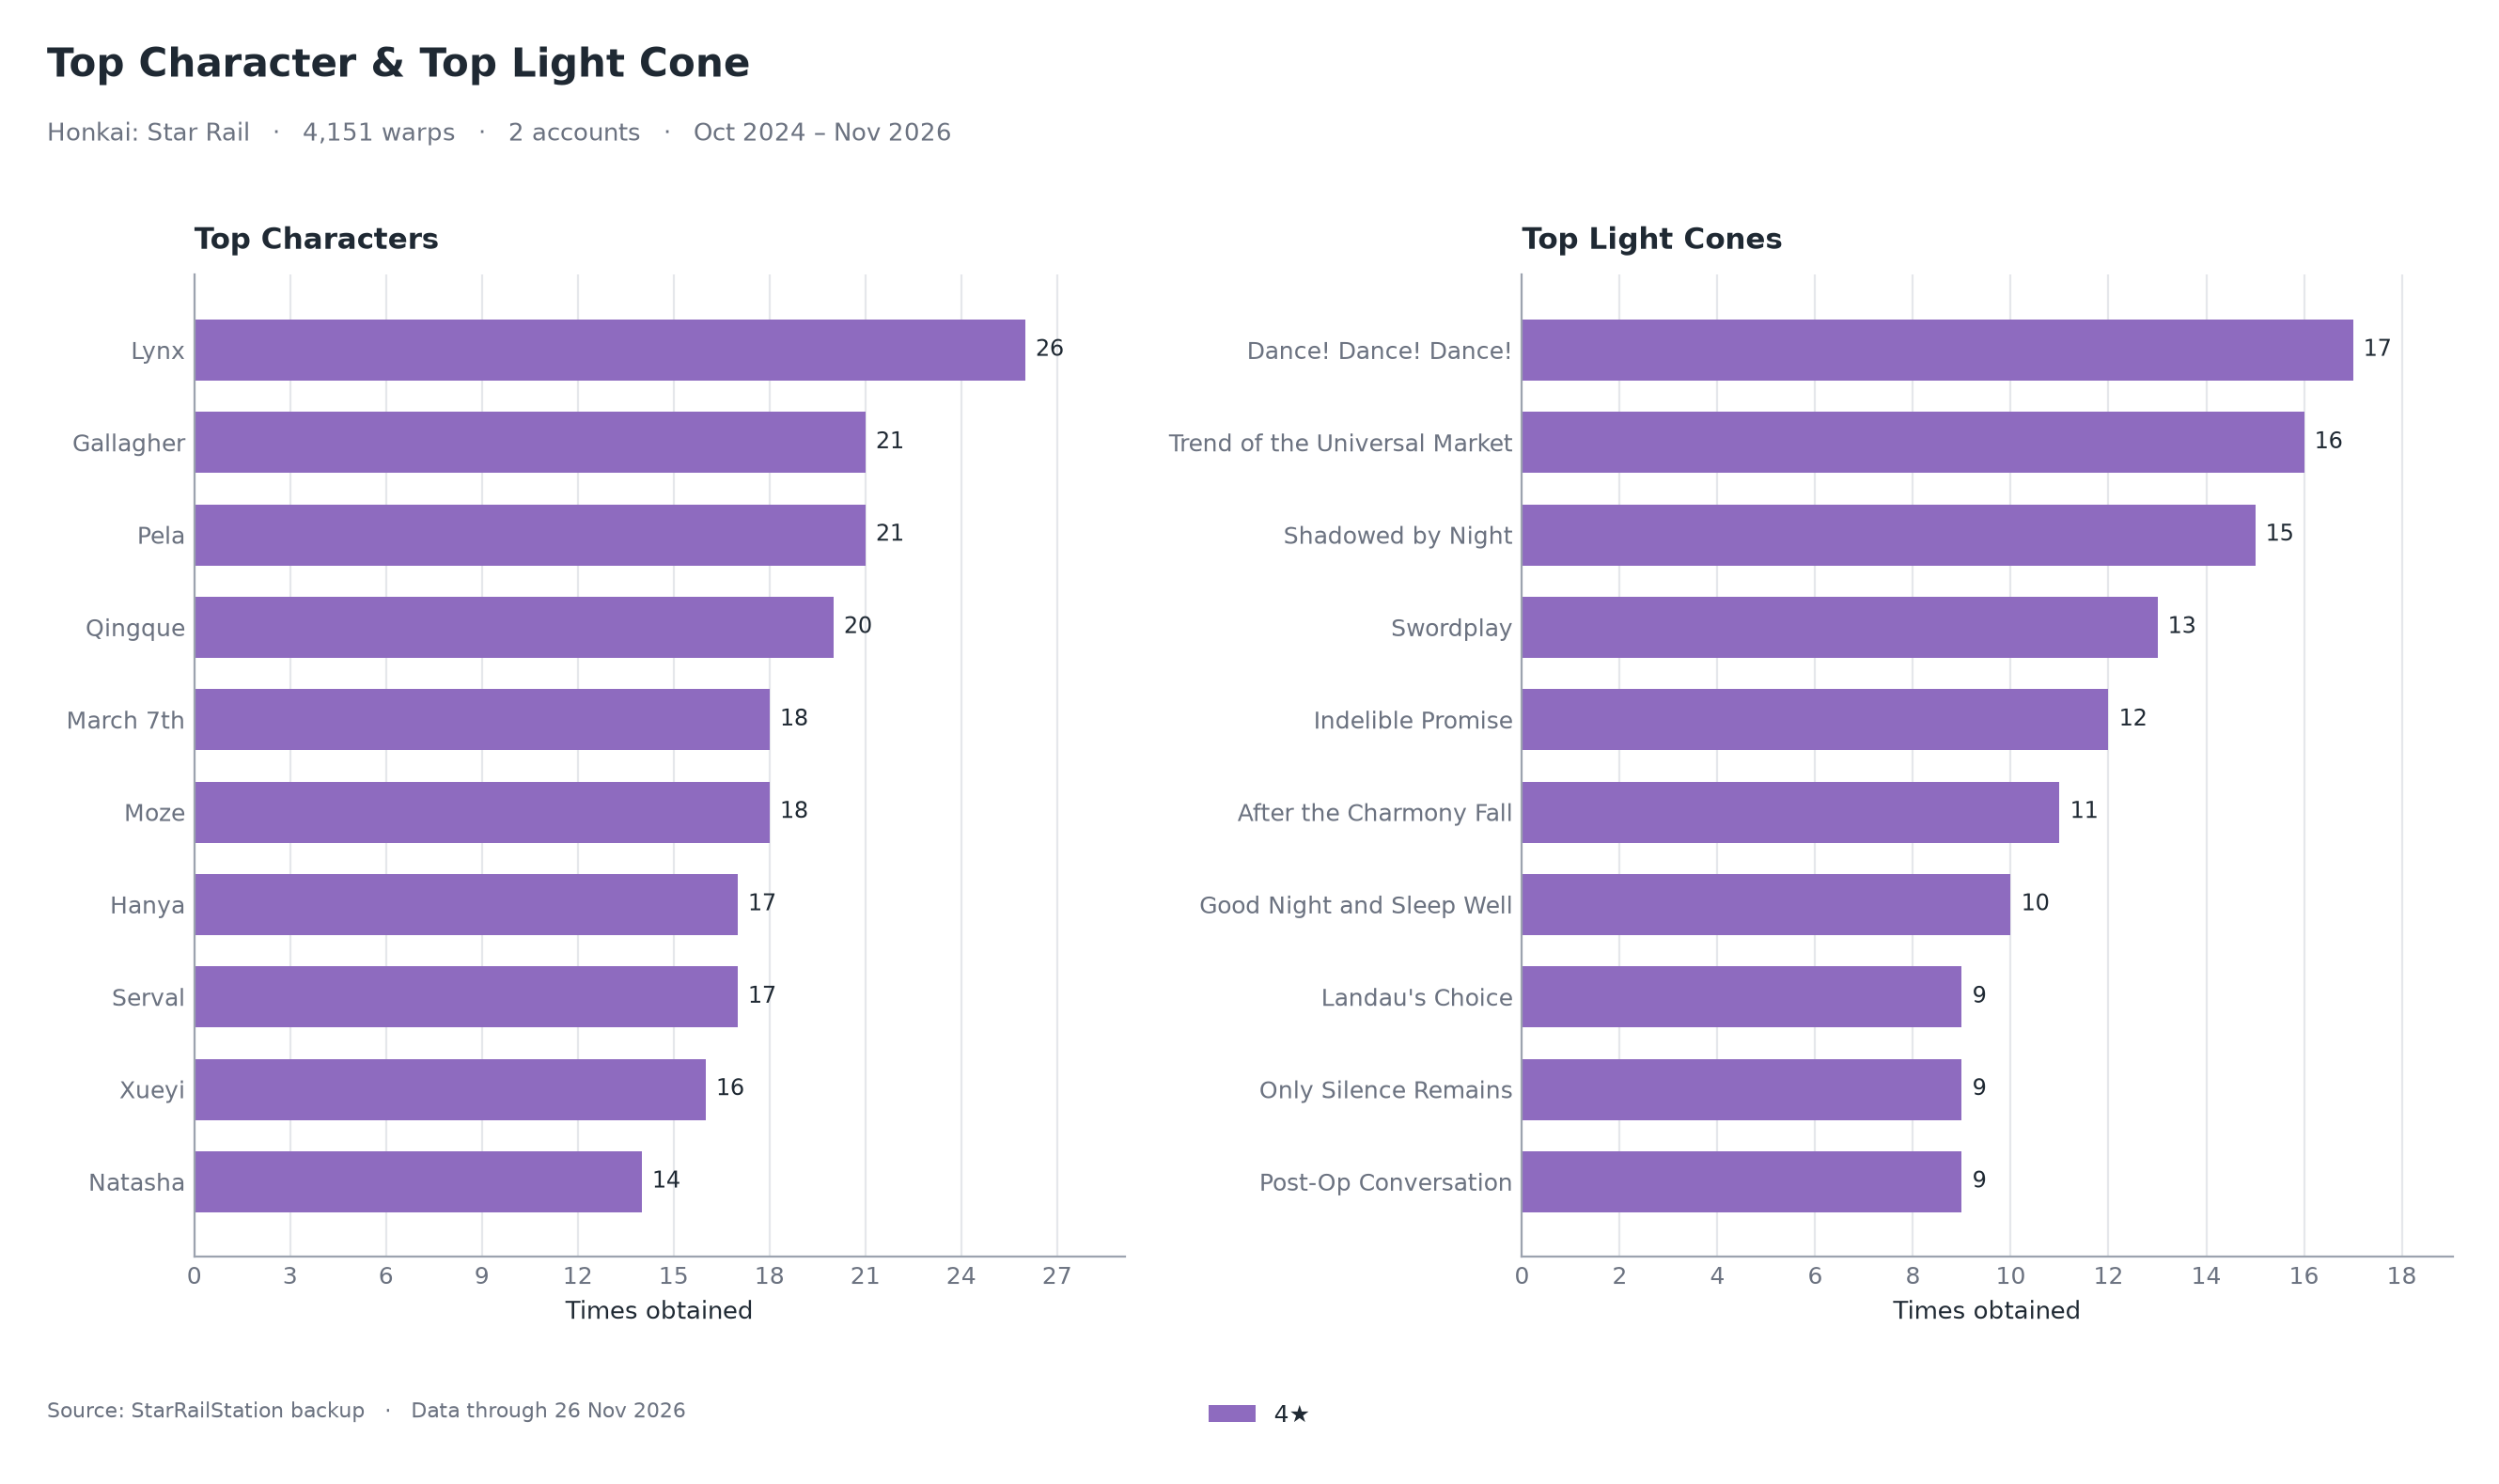 Top Character & Top Light Cone
Honkai: Star Rail · 4,151 warps · 2 accounts · Oct 2024 – Nov 2026
Top Characters
Lynx 26
Gallagher 21
Pela 21
Qingque 20
March 7th 18
Moze 18
Hanya 17
Serval 17
Xueyi 16
Natasha 14
0 3 6 9 12 15 18 21 24 27
Times obtained
Top Light Cones
Dance! Dance! Dance! 17
Trend of the Universal Market 16
Shadowed by Night 15
Swordplay 13
Indelible Promise 12
After the Charmony Fall 11
Good Night and Sleep Well 10
Landau's Choice 9
Only Silence Remains 9
Post-Op Conversation 9
0 2 4 6 8 10 12 14 16 18
Times obtained
Source: StarRailStation backup · Data through 26 Nov 2026
4★